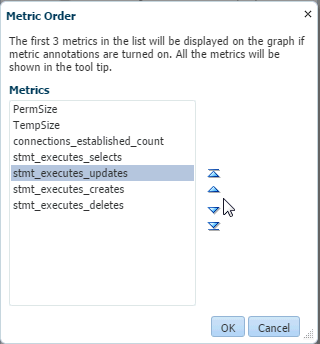 Metric Order
The first 3 metrics in the list will be displayed on the graph if
metric annotations are turned on. All the metrics will be
shown in the tool tip.
Metrics
PermSize
TempSize
connections_established_count
stmt_executes_selects
stmt_executes_updates
stmt_executes_creates
stmt_executes_deletes
OK Cancel